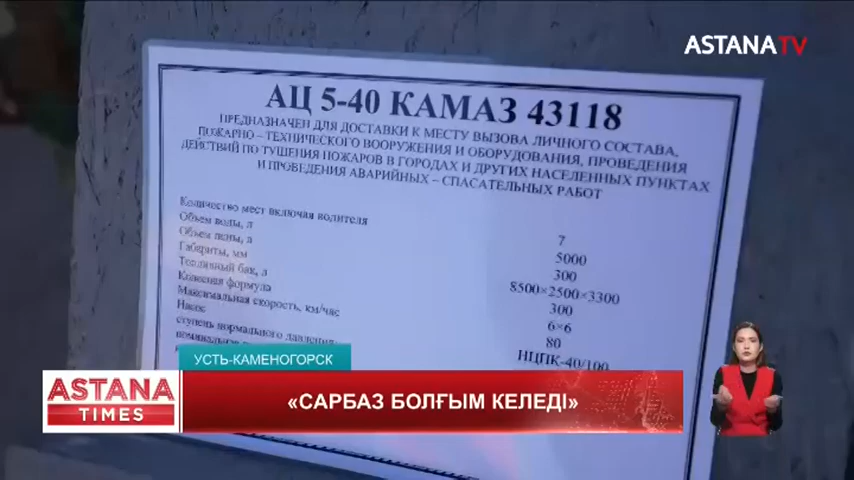 ASTANATV
АЦ 5-40 КАМАЗ 43118
ПРЕДНАЗНАЧЕН ДЛЯ ДОСТАВКИ К МЕСТУ ВЫЗОВА ЛИЧНОГО СОСТАВА,
ПОЖАРНО – ТЕХНИЧЕСКОГО ВООРУЖЕНИЯ И ОБОРУДОВАНИЯ, ПРОВЕДЕНИЯ
ДЕЙСТВИЙ ПО ТУШЕНИЯ ПОЖАРОВ В ГОРОДАХ И ДРУГИХ НАСЕЛЕННЫХ ПУНКТАХ
И ПРОВЕДЕНИЯ АВАРИЙНЫХ – СПАСАТЕЛЬНЫХ РАБОТ
Количество мест включая водителя 7
Объем воды, л 5000
Объем пены, л 300
Габариты, мм 8500×2500×3300
Топливный бак, л 300
Колесная формула 6×6
Максимальная скорость, км/час 80
Насос НЦПК-40/100
ступень нормального давления
УСТЬ-КАМЕНОГОРСК
ASTANA
TIMES
«САРБАЗ БОЛҒЫМ КЕЛЕДІ»